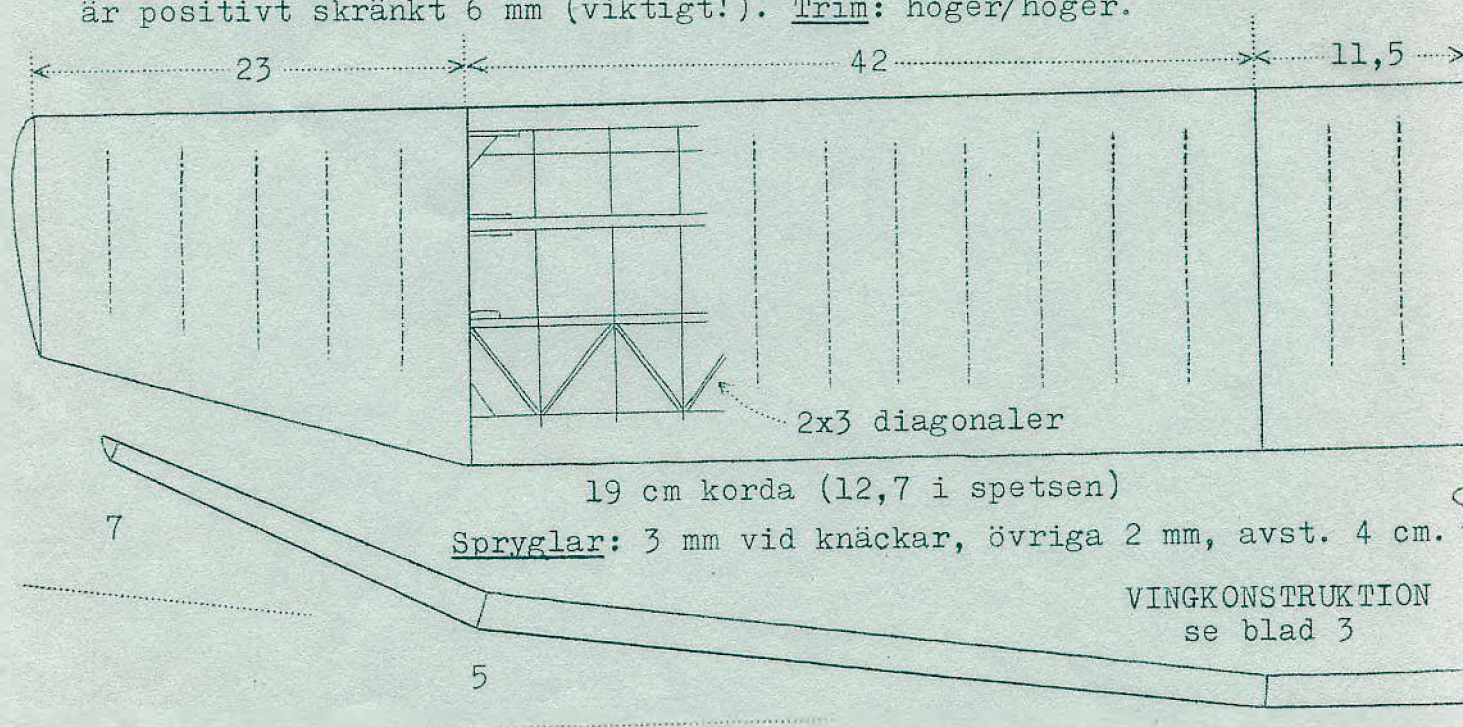 är positivt skränkt 6 mm (viktigt!). Trim: höger/höger.
23 42 11,5
2x3 diagonaler
19 cm korda (12,7 i spetsen)
7
Spryglar: 3 mm vid knäckar, övriga 2 mm, avst. 4 cm.
VINGKONSTRUKTION
se blad 3
5